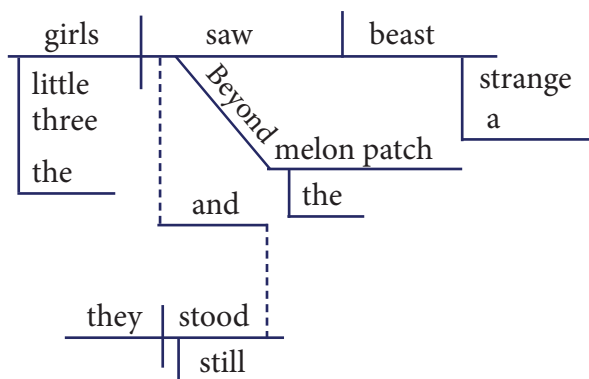 girls saw beast
little
three
the
Beyond
strange
a
melon patch
the
and
they stood
still